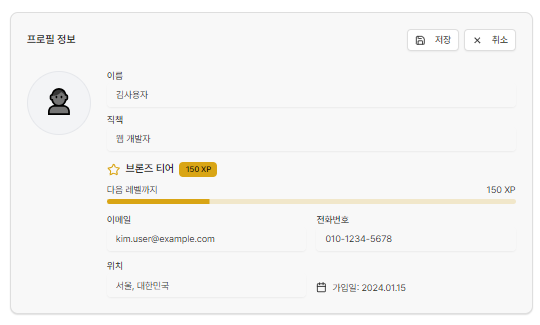 프로필 정보
저장
취소
이름
김사용자
직책
웹 개발자
브론즈 티어 150 XP
다음 레벨까지 150 XP
이메일 전화번호
kim.user@example.com 010-1234-5678
위치
서울, 대한민국 가입일: 2024.01.15